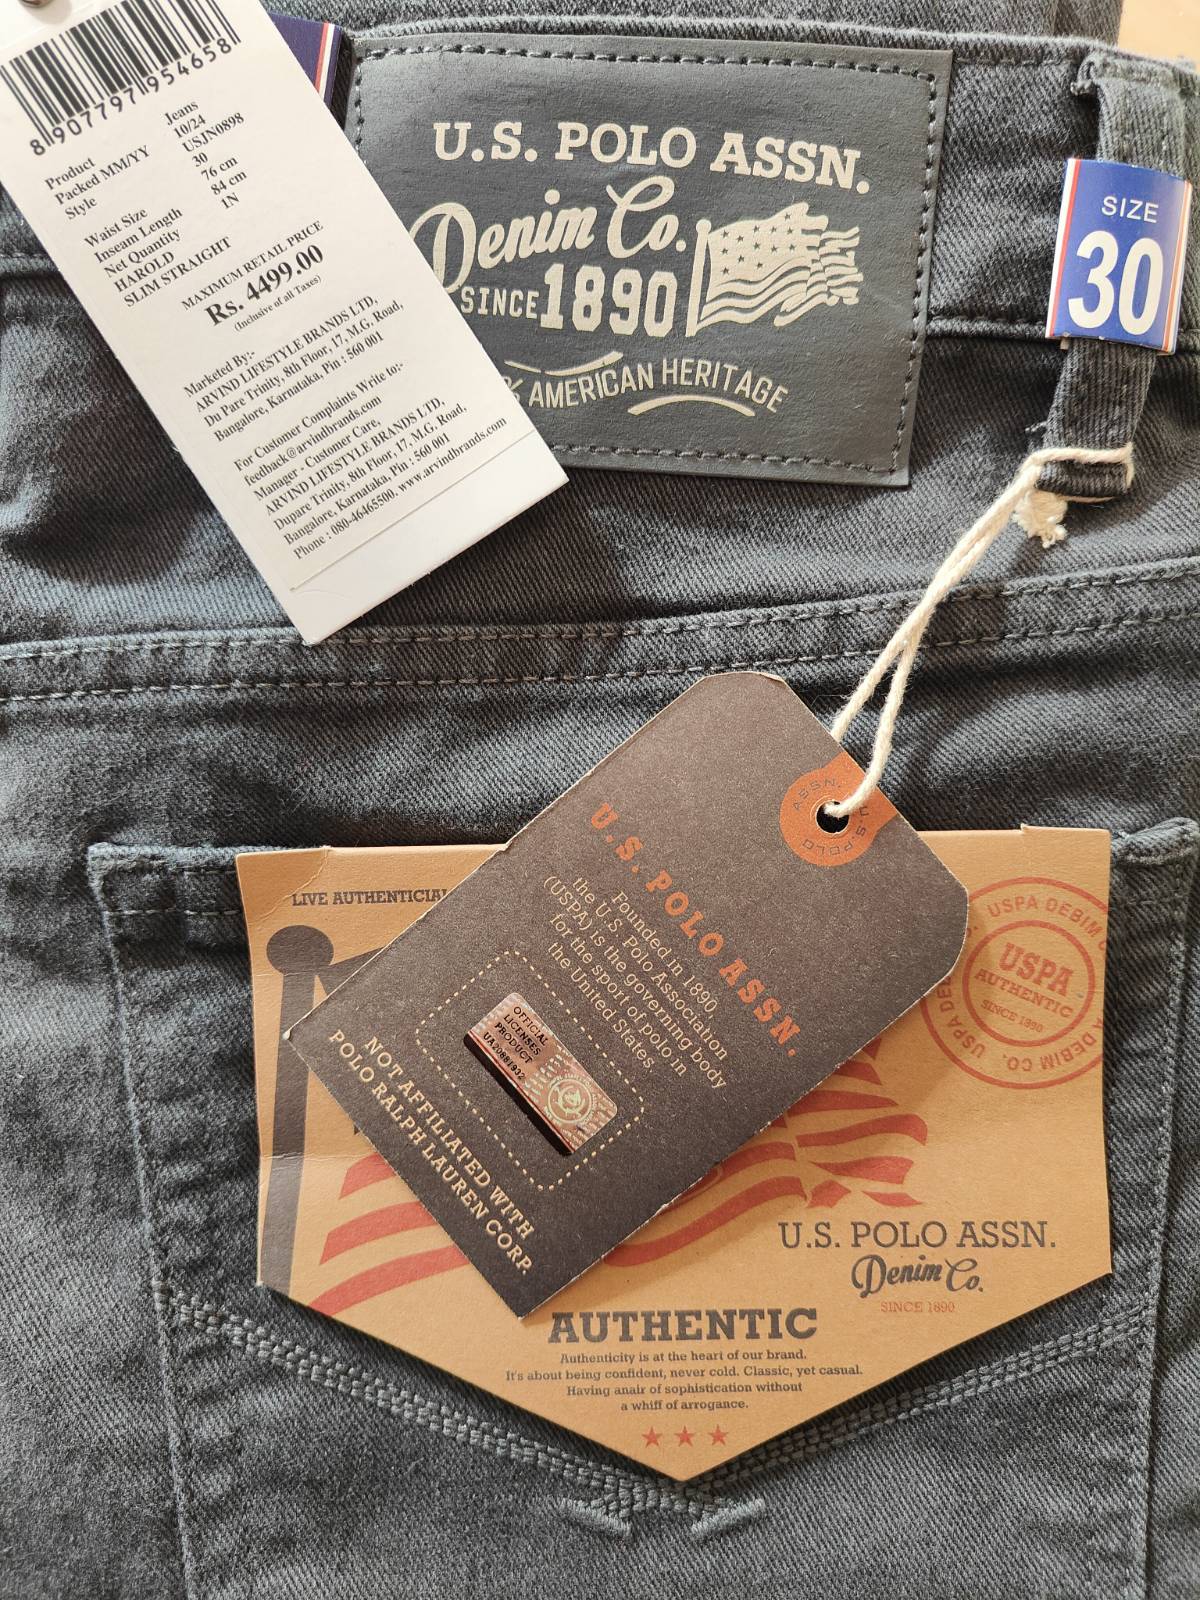 8907797954658
Product Jeans
Packed MM/YY 10/24
Style USJN0898
30
Waist Size 76 cm
Inseam Length 84 cm
Net Quantity 1N
HAROLD
SLIM STRAIGHT
MAXIMUM RETAIL PRICE
Rs. 4499.00
(Inclusive of all Taxes)
Marketed By:-
ARVIND LIFESTYLE BRANDS LTD,
Du Pare Trinity, 8th Floor, 17, M.G. Road,
Bangalore, Karnataka, Pin : 560 001
For Customer Complaints Write to:-
feedback@arvindbrands.com
Manager - Customer Care,
ARVIND LIFESTYLE BRANDS LTD,
Dupare Trinity, 8th Floor, 17, M.G. Road,
Bangalore, Karnataka, Pin : 560 001
Phone : 080-46465500. www.arvindbrands.com
U.S. POLO ASSN.
Denim Co.
SINCE 1890
AMERICAN HERITAGE
SIZE
30
ASSN. U.S. POLO
U.S. POLO ASSN.
Founded in 1890,
the U.S. Polo Association
(USPA) is the governing body
for the sport of polo in
the United States
OFFICIAL
LICENSES
PRODUCT
UA20881932
NOT AFFILIATED WITH
POLO RALPH LAUREN CORP.
LIVE
USPA DEBIM CO. USPA
USPA
AUTHENTIC
SINCE 1890
U.S. POLO ASSN.
Denim Co.
SINCE 1890
AUTHENTIC
Authenticity is at the heart of our brand.
It's about being confident, never cold. Classic, yet casual.
Having anair of sophistication without
a whiff of arrogance.